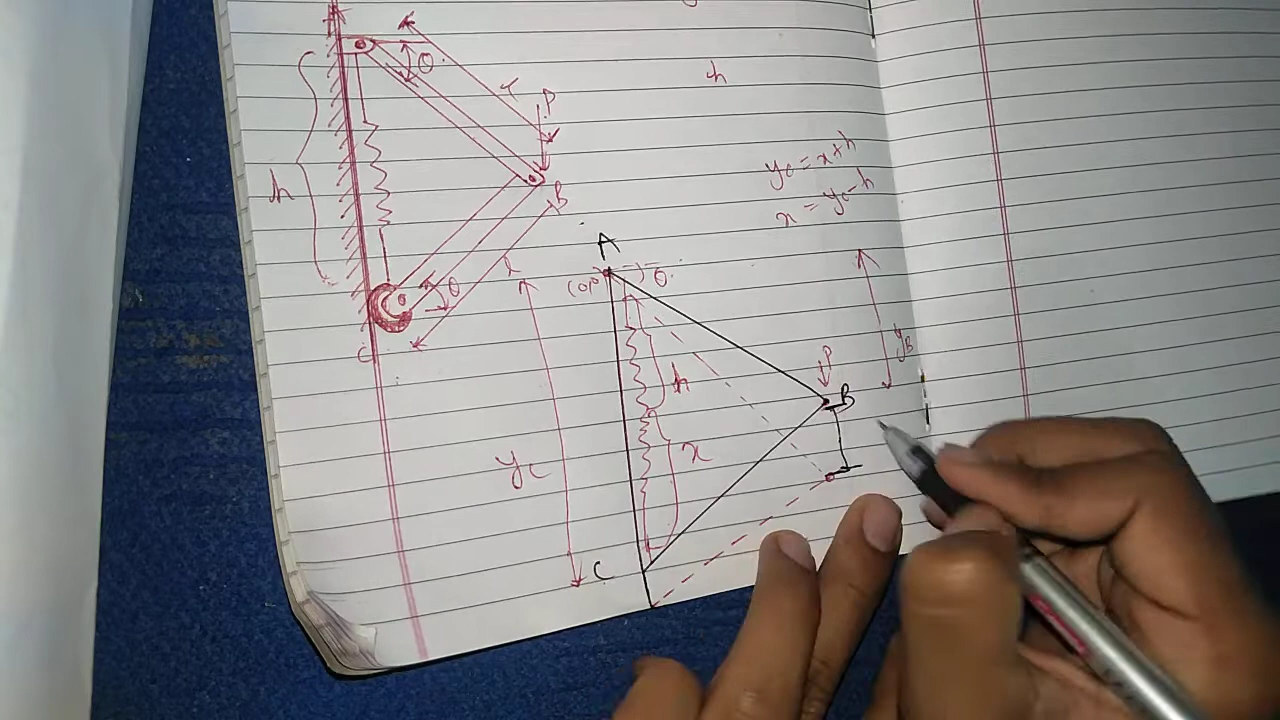 A
θ
l
P
h
B
l
θ
C
h
y_C = x+h
x = y_C - h
A
(0,0)
θ
h
P
B
y_B
y_C
x
C